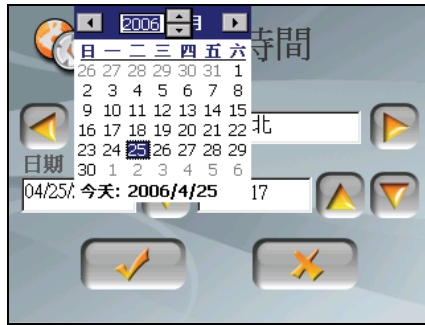 2006 月
時間
日 一 二 三 四 五 六
26 27 28 29 30 31 1
2 3 4 5 6 7 8
9 10 11 12 13 14 15
16 17 18 19 20 21 22
北
23 24 25 26 27 28 29
日期
30 1 2 3 4 5 6
04/25/
今天: 2006/4/25
17